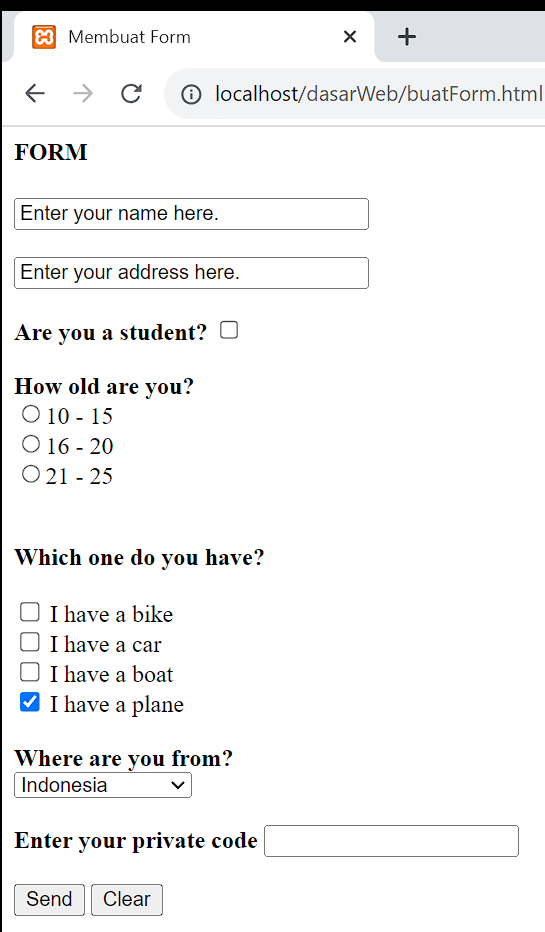 Membuat Form
localhost/dasarWeb/buatForm.html
FORM
Enter your name here.
Enter your address here.
Are you a student?
How old are you?
10 - 15
16 - 20
21 - 25
Which one do you have?
I have a bike
I have a car
I have a boat
I have a plane
Where are you from?
Indonesia
Enter your private code
Send Clear